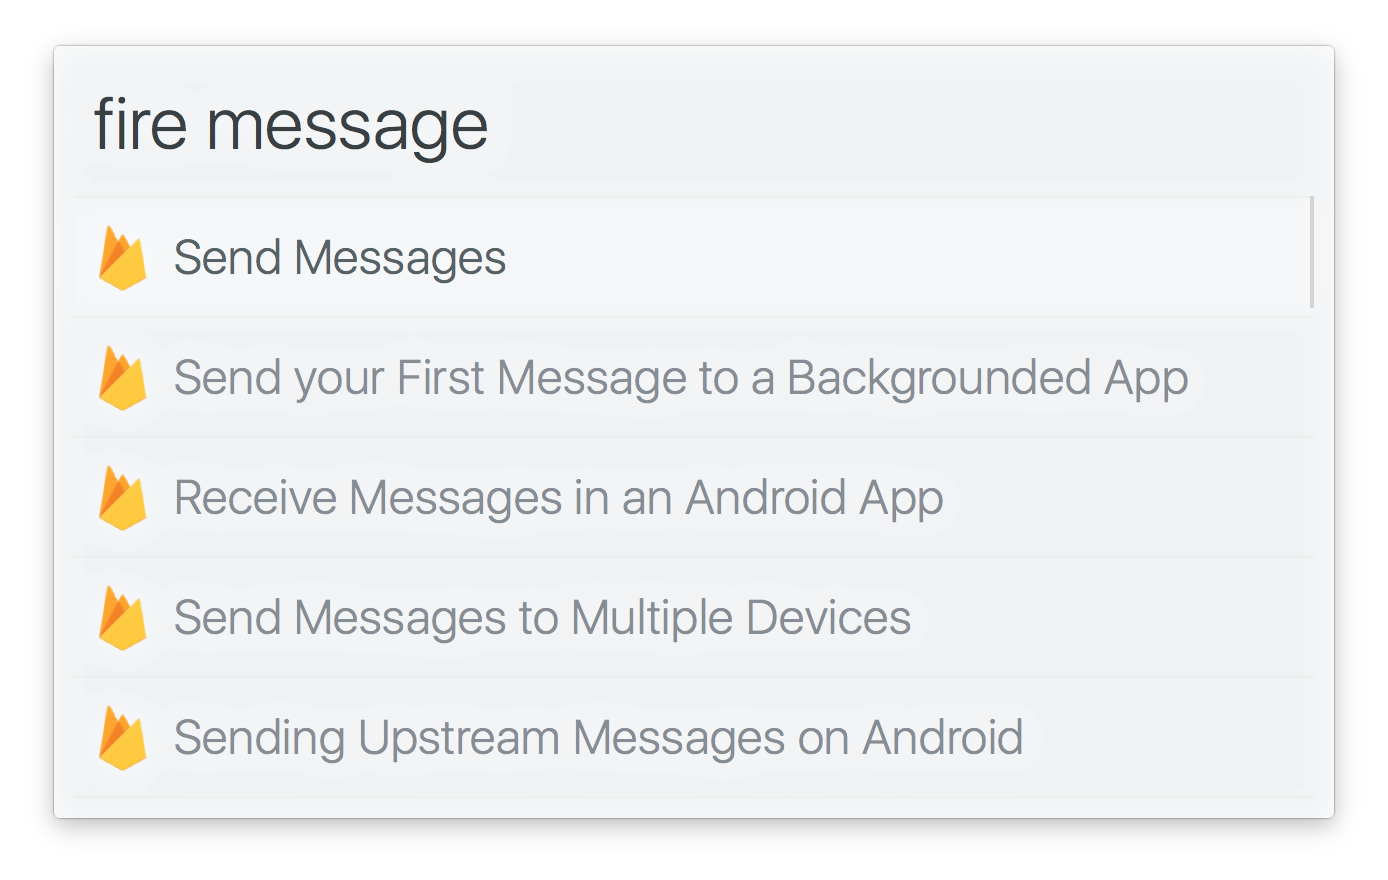 fire message
Send Messages
Send your First Message to a Backgrounded App
Receive Messages in an Android App
Send Messages to Multiple Devices
Sending Upstream Messages on Android